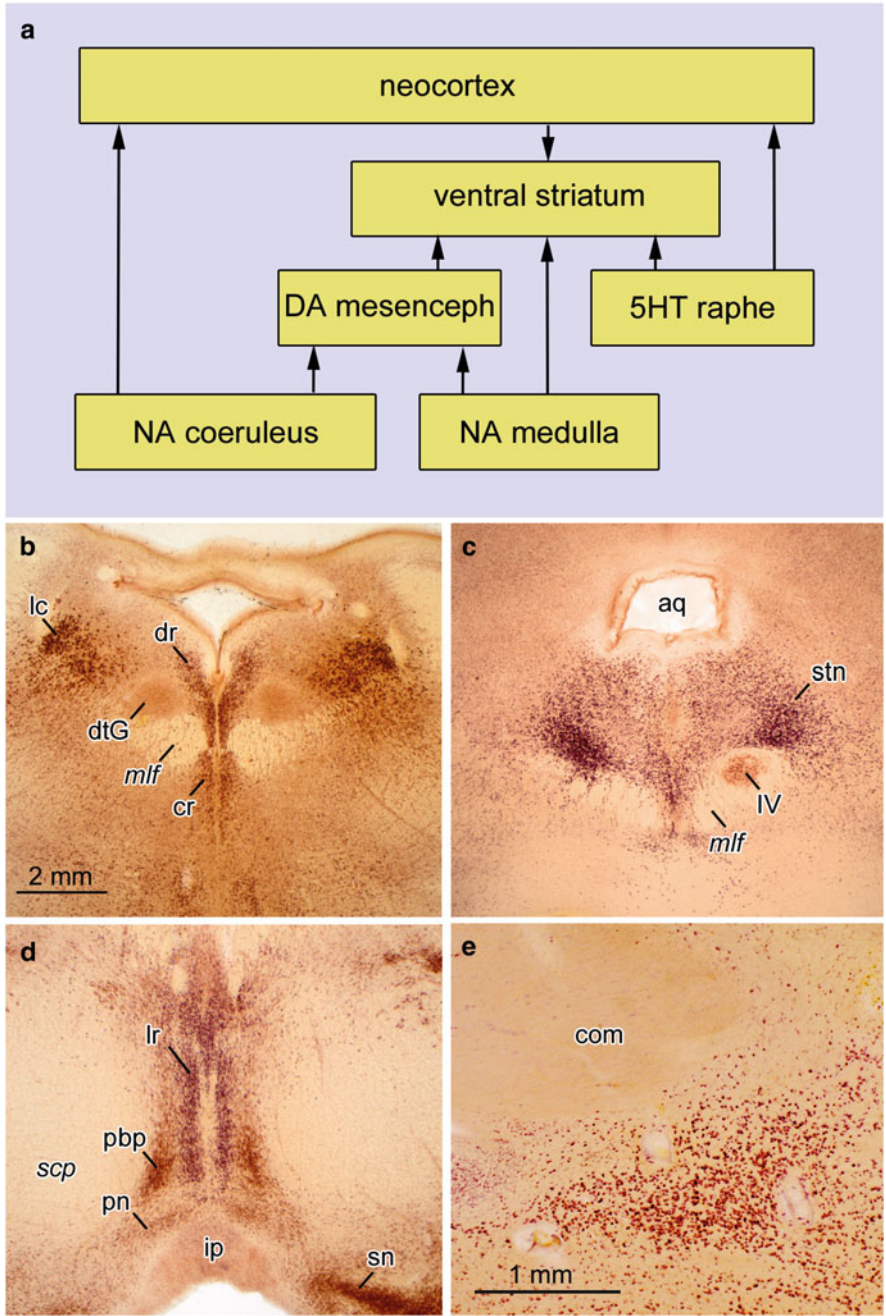 a
neocortex
ventral striatum
DA mesenceph
5HT raphe
NA coeruleus
NA medulla
b
lc
dr
dtG
mlf
cr
2 mm
c
aq
stn
IV
mlf
d
lr
pbp
scp
pn
ip
sn
e
com
1 mm